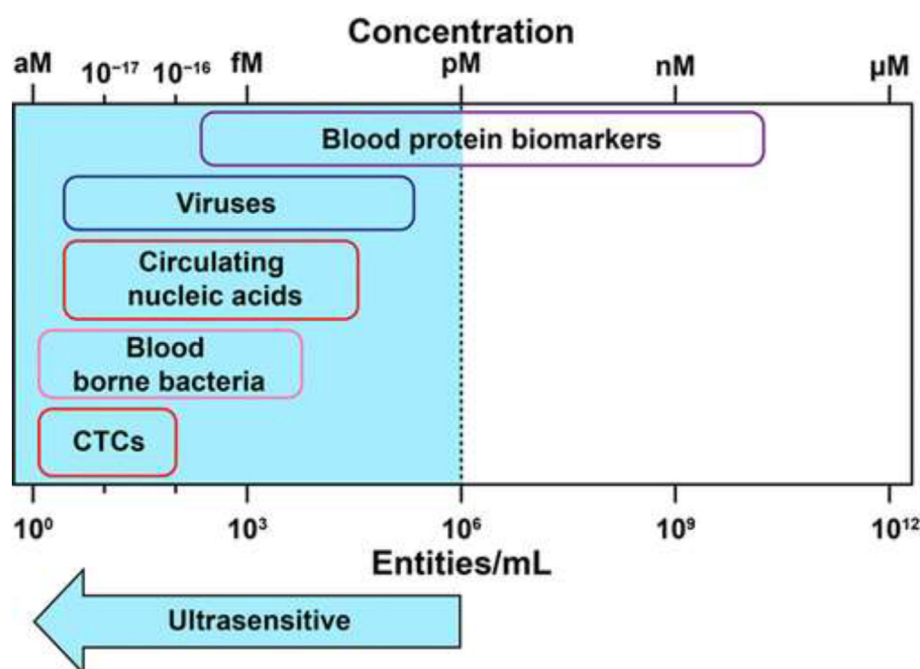 Concentration
aM 10⁻¹⁷ 10⁻¹⁶ fM pM nM µM
Blood protein biomarkers
Viruses
Circulating
nucleic acids
Blood
borne bacteria
CTCs
10⁰ 10³ 10⁶ 10⁹ 10¹²
Entities/mL
Ultrasensitive